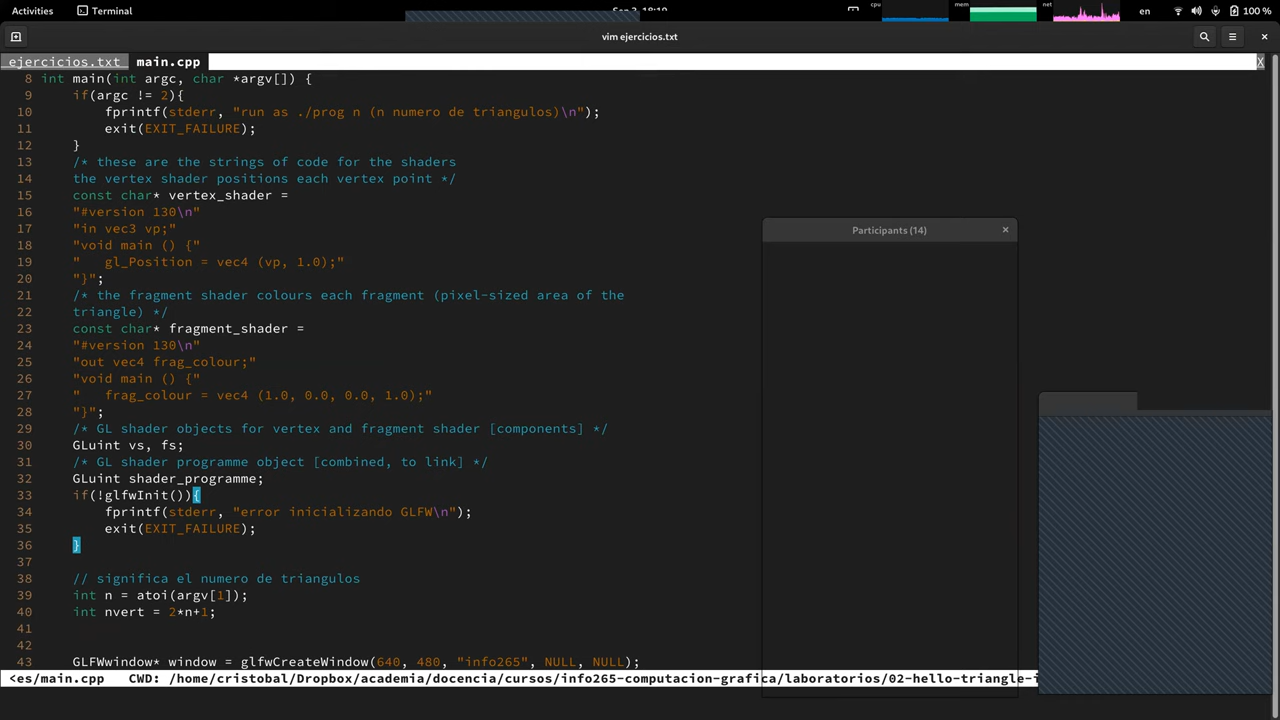 Activities Terminal cpu mem net en 100 %
vim ejercicios.txt
ejercicios.txt main.cpp X
8 int main(int argc, char *argv[]) {
9 if(argc != 2){
10 fprintf(stderr, "run as ./prog n (n numero de triangulos)\n");
11 exit(EXIT_FAILURE);
12 }
13 /* these are the strings of code for the shaders
14 the vertex shader positions each vertex point */
15 const char* vertex_shader =
16 "#version 130\n"
17 "in vec3 vp;"
18 "void main () {"
19 " gl_Position = vec4 (vp, 1.0);"
20 "}";
21 /* the fragment shader colours each fragment (pixel-sized area of the
22 triangle) */
23 const char* fragment_shader =
24 "#version 130\n"
25 "out vec4 frag_colour;"
26 "void main () {"
27 " frag_colour = vec4 (1.0, 0.0, 0.0, 1.0);"
28 "}";
29 /* GL shader objects for vertex and fragment shader [components] */
30 GLuint vs, fs;
31 /* GL shader programme object [combined, to link] */
32 GLuint shader_programme;
33 if(!glfwInit()){
34 fprintf(stderr, "error inicializando GLFW\n");
35 exit(EXIT_FAILURE);
36 }
37
38 // significa el numero de triangulos
39 int n = atoi(argv[1]);
40 int nvert = 2*n+1;
41
42
43 GLFWwindow* window = glfwCreateWindow(640, 480, "info265", NULL, NULL);
<es/main.cpp CWD: /home/cristobal/Dropbox/academia/docencia/cursos/info265-computacion-grafica/laboratorios/02-hello-triangle-i
Participants (14)